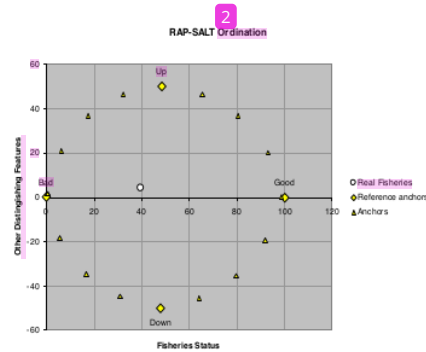 2
RAP-SALT Ordination
60
Up
40
20
Other Distinguishing Features
Bad
Good
0
0 20 40 60 80 100 120
-20
-40
-60
Down
Fisheries Status
Real Fisheries
Reference anchors
Anchors